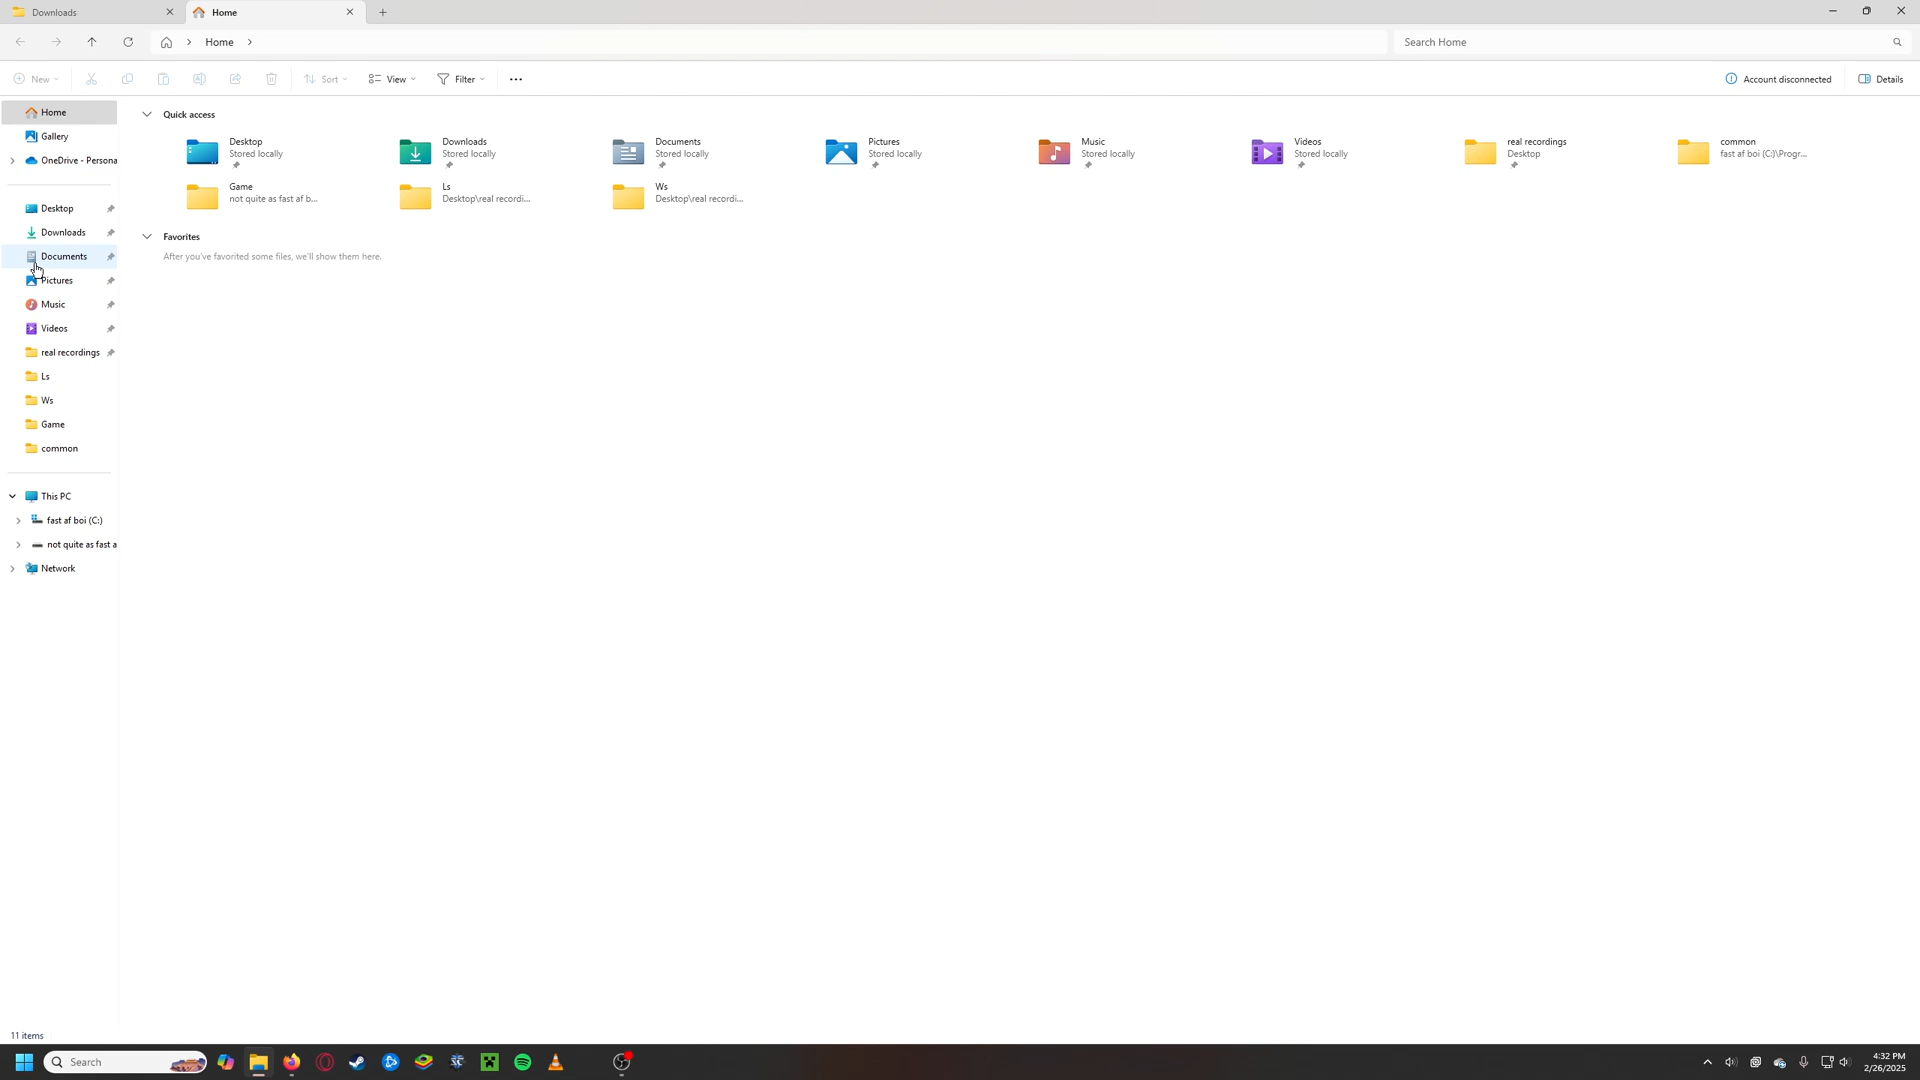 Downloads
Home
Home
Search Home
New
Sort
View
Filter
Account disconnected
Details
Home
Gallery
OneDrive - Persona
Desktop
Downloads
Documents
Pictures
Music
Videos
real recordings
Ls
Ws
Game
common
This PC
fast af boi (C:)
not quite as fast a
Network
Quick access
Desktop
Stored locally
Downloads
Stored locally
Documents
Stored locally
Pictures
Stored locally
Music
Stored locally
Videos
Stored locally
real recordings
Desktop
common
fast af boi (C:)\Progr...
Game
not quite as fast af b...
Ls
Desktop\real recordi...
Ws
Desktop\real recordi...
Favorites
After you've favorited some files, we'll show them here.
11 items
Search
4:32 PM
2/26/2025